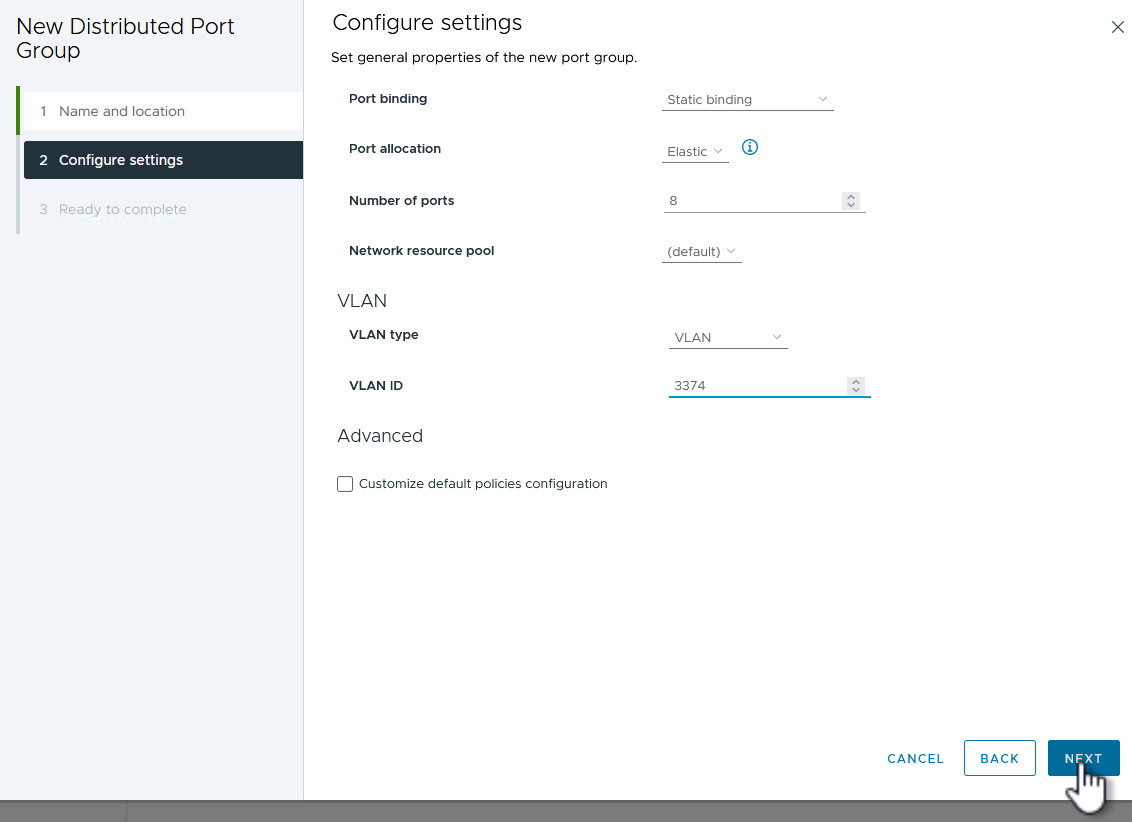 New Distributed Port
Group
1 Name and location
2 Configure settings
3 Ready to complete
Configure settings
Set general properties of the new port group.
Port binding
Static binding
Port allocation
Elastic
Number of ports
8
Network resource pool
(default)
VLAN
VLAN type
VLAN
VLAN ID
3374
Advanced
Customize default policies configuration
CANCEL
BACK
NEXT